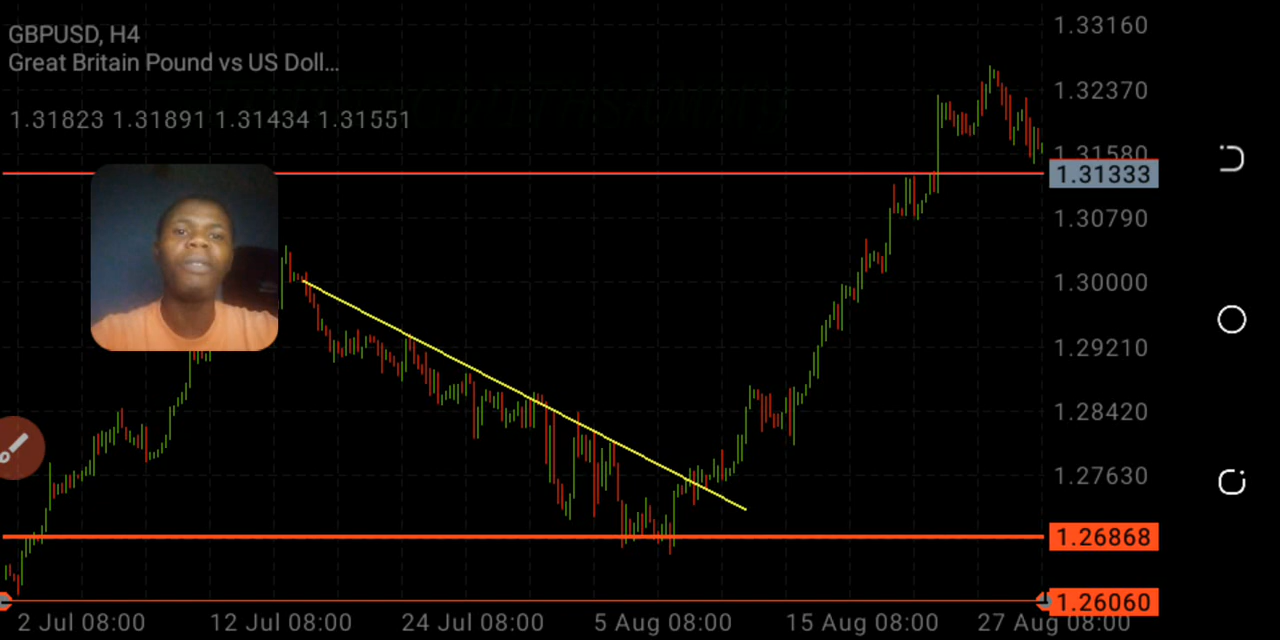 GBPUSD, H4
Great Britain Pound vs US Doll...
1.31823 1.31891 1.31434 1.31551
1.33160
1.32370
1.31580
1.31333
1.30790
1.30000
1.29210
1.28420
1.27630
1.26868
1.26060
2 Jul 08:00 12 Jul 08:00 24 Jul 08:00 5 Aug 08:00 15 Aug 08:00 27 Aug 08:00